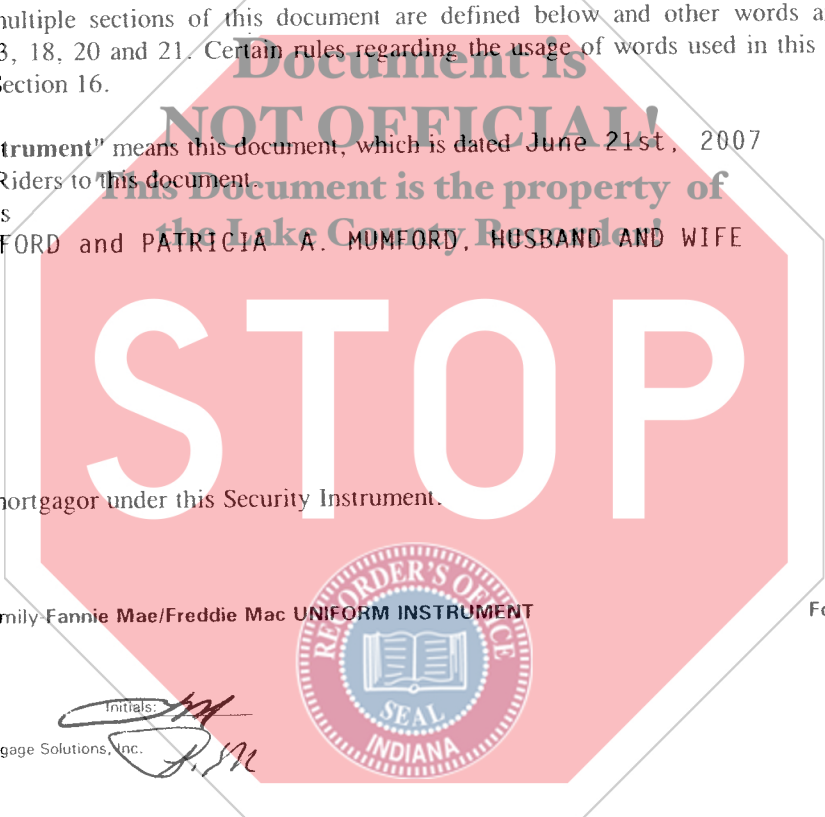 multiple sections of this document are defined below and other words a
3, 18, 20 and 21. Certain rules regarding the usage of words used in this
Section 16.
Document is
NOT OFFICIAL!
trument" means this document, which is dated June 21st, 2007
Riders to this document.
This Document is the property of
the Lake County Recorder!
s
FORD and PATRICIA A. MUMFORD, HUSBAND AND WIFE
STOP
mortgagor under this Security Instrument.
RECORDER'S OFFICE
SEAL
INDIANA
mily-Fannie Mae/Freddie Mac UNIFORM INSTRUMENT
Fo
Initials:
gage Solutions, Inc.